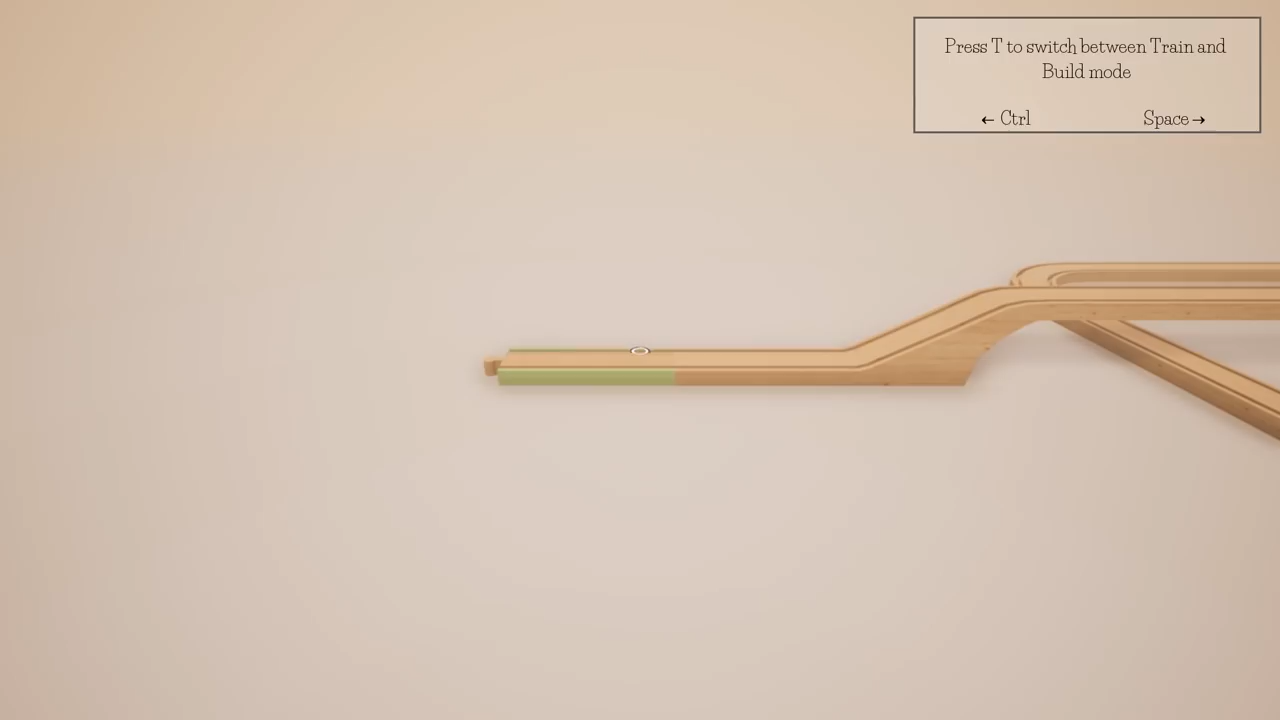 Press T to switch between Train and
Build mode
← Ctrl
Space →